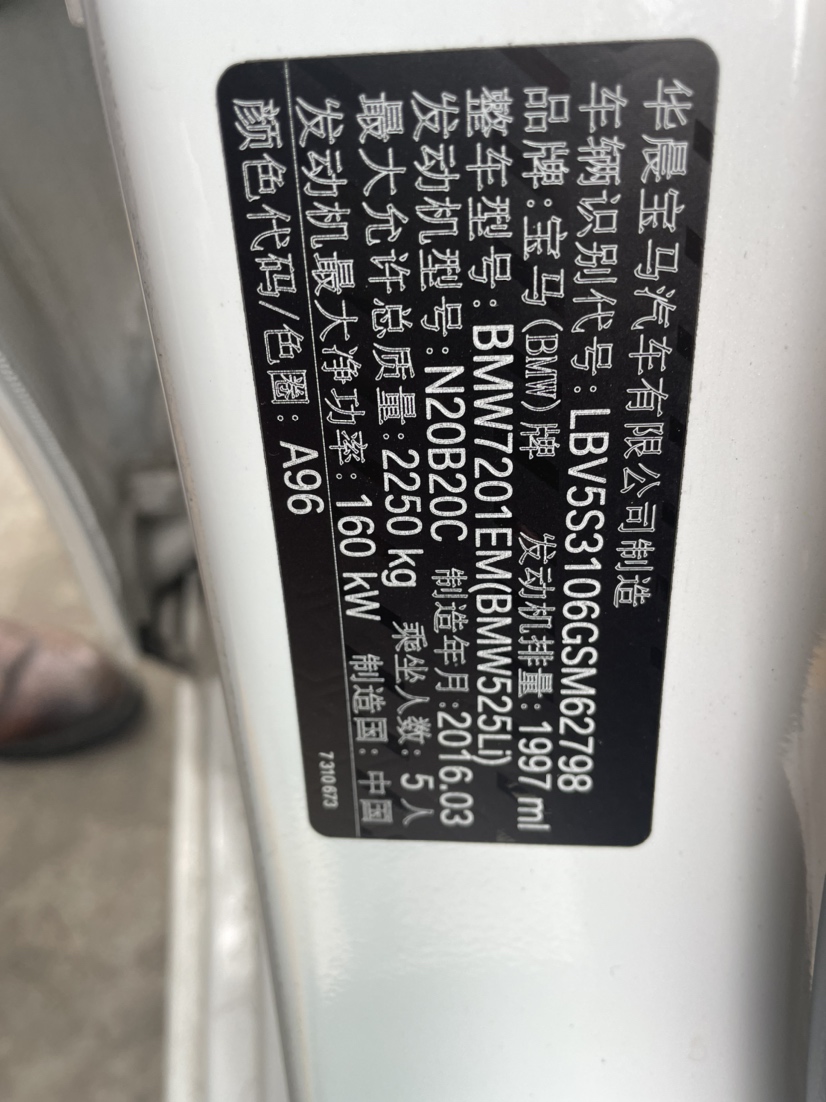 华晨宝马汽车有限公司制造
车辆识别代号:LBV5S3106GSM62798
品牌:宝马(BMW)牌 发动机排量:1997 ml
整车型号:BMW7201EM(BMW525Li)
发动机型号:N20B20C 制造年月:2016.03
最大允许总质量:2250 kg 乘坐人数:5人
发动机最大净功率:160 kW 制造国:中国
颜色代码/色圈: A96
7310673